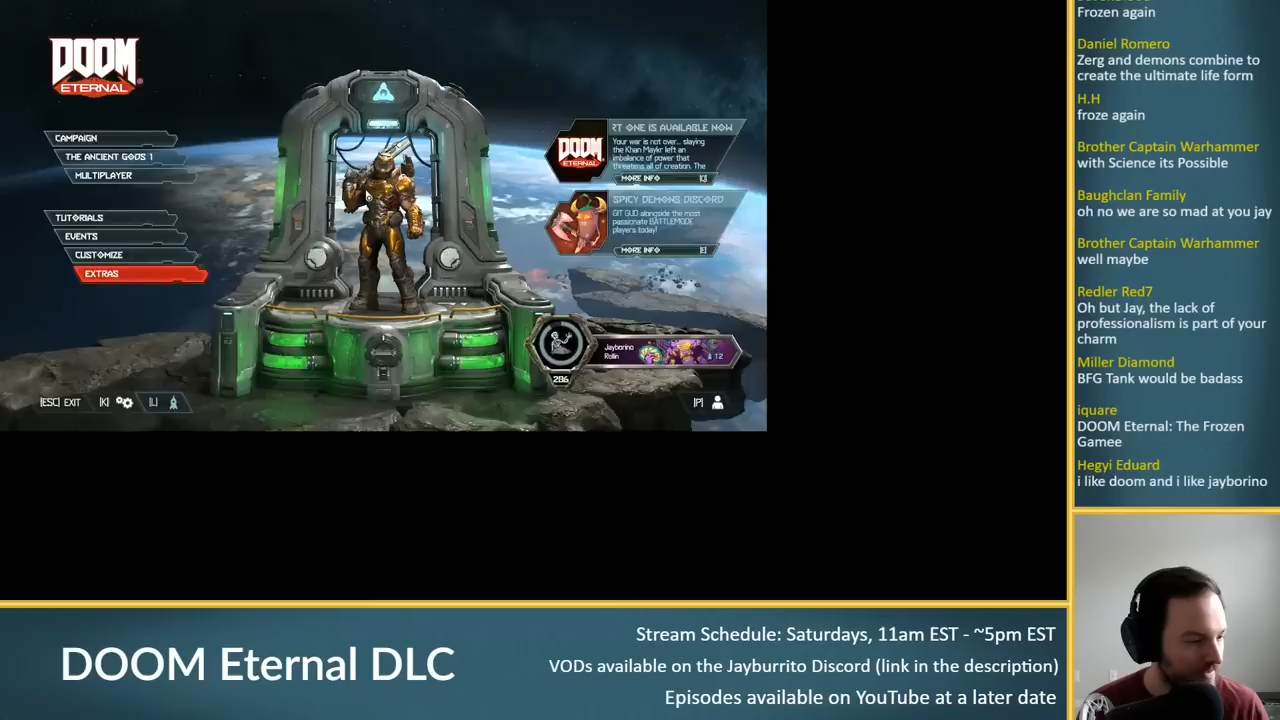 DOOM
ETERNAL
CAMPAIGN
THE ANCIENT GODS 1
MULTIPLAYER
TUTORIALS
EVENTS
CUSTOMIZE
EXTRAS
DOOM
ETERNAL
RT ONE IS AVAILABLE NOW
Your war is not over... slaying
the Khan Maykr left an
imbalance of power that
threatens all of creation. The
MORE INFO
SPICY DEMONS DISCORD
GIT GUD alongside the most
passionate BATTLEMODE
players today!
MORE INFO
Jayborino
Rollin
12
286
[ESC] EXIT
[K]
[L]
[P]
Frozen again
Daniel Romero
Zerg and demons combine to
create the ultimate life form
H.H
froze again
Brother Captain Warhammer
with Science its Possible
Baughclan Family
oh no we are so mad at you jay
Brother Captain Warhammer
well maybe
Redler Red7
Oh but Jay, the lack of
professionalism is part of your
charm
Miller Diamond
BFG Tank would be badass
iquare
DOOM Eternal: The Frozen
Gamee
Hegyi Eduard
i like doom and i like jayborino
DOOM Eternal DLC
Stream Schedule: Saturdays, 11am EST - ~5pm EST
VODs available on the Jayburrito Discord (link in the description)
Episodes available on YouTube at a later date